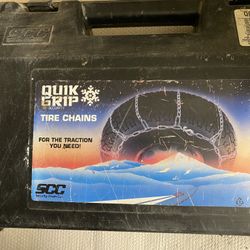 QUIK
GRIP
TIRE CHAINS
FOR THE TRACTION
YOU NEED!
SCC